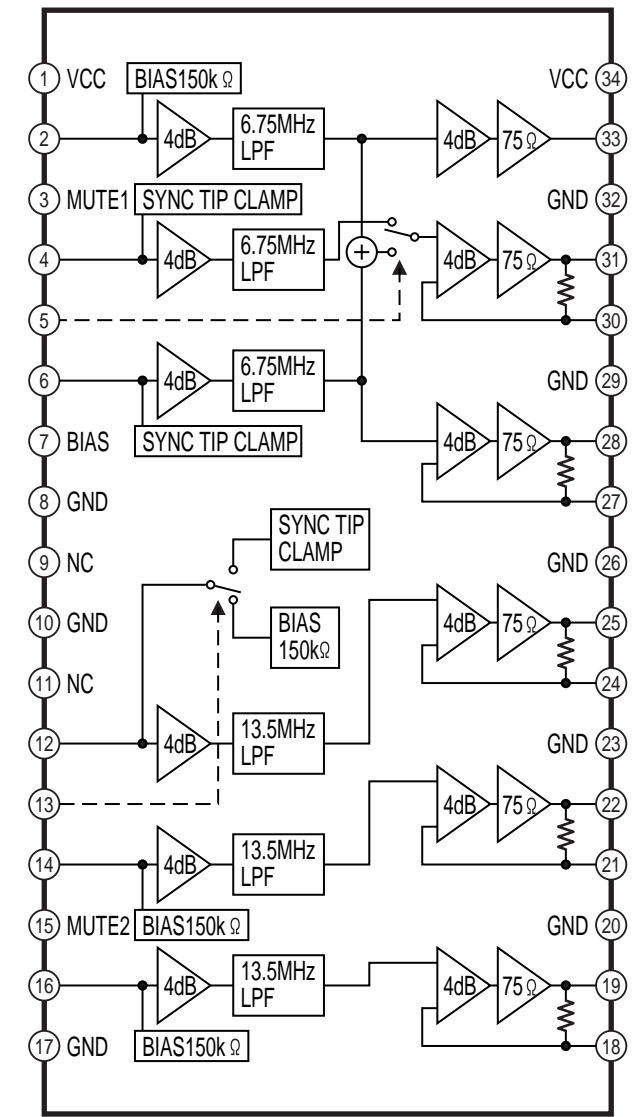 1 VCC BIAS150kΩ VCC 34
2 4dB 6.75MHz LPF 4dB 75Ω 33
3 MUTE1 SYNC TIP CLAMP GND 32
4 4dB 6.75MHz LPF + 4dB 75Ω 31
5 30
6 4dB 6.75MHz LPF GND 29
7 BIAS SYNC TIP CLAMP 4dB 75Ω 28
8 GND 27
SYNC TIP
CLAMP
9 NC GND 26
10 GND BIAS
150kΩ 4dB 75Ω 25
11 NC 24
12 4dB 13.5MHz LPF GND 23
13 4dB 75Ω 22
14 4dB 13.5MHz LPF 21
15 MUTE2 BIAS150kΩ GND 20
16 4dB 13.5MHz LPF 4dB 75Ω 19
17 GND BIAS150kΩ 18